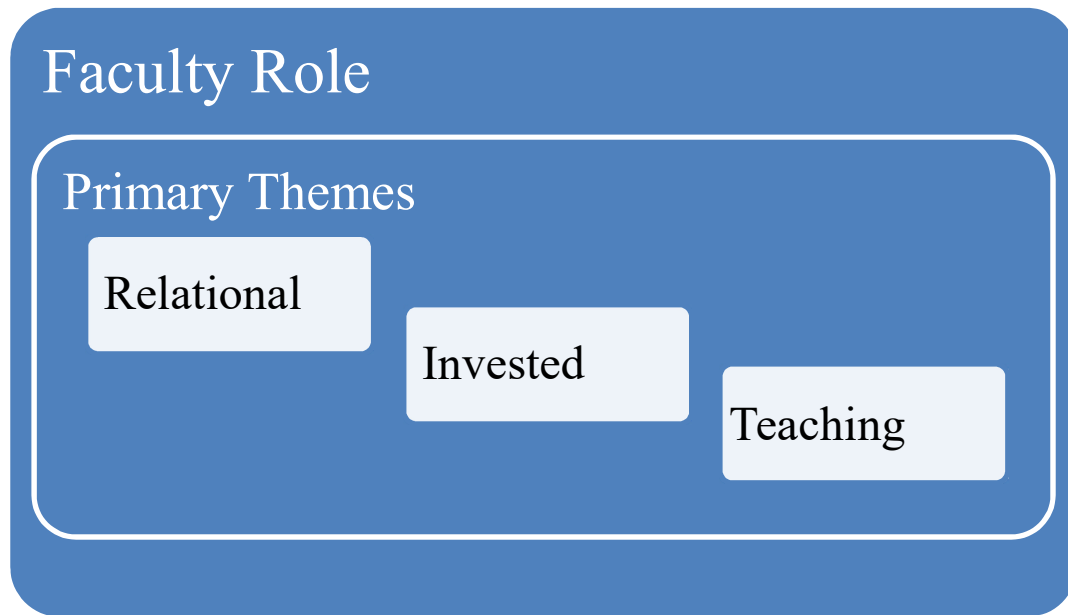 Faculty Role
Primary Themes
Relational
Invested
Teaching